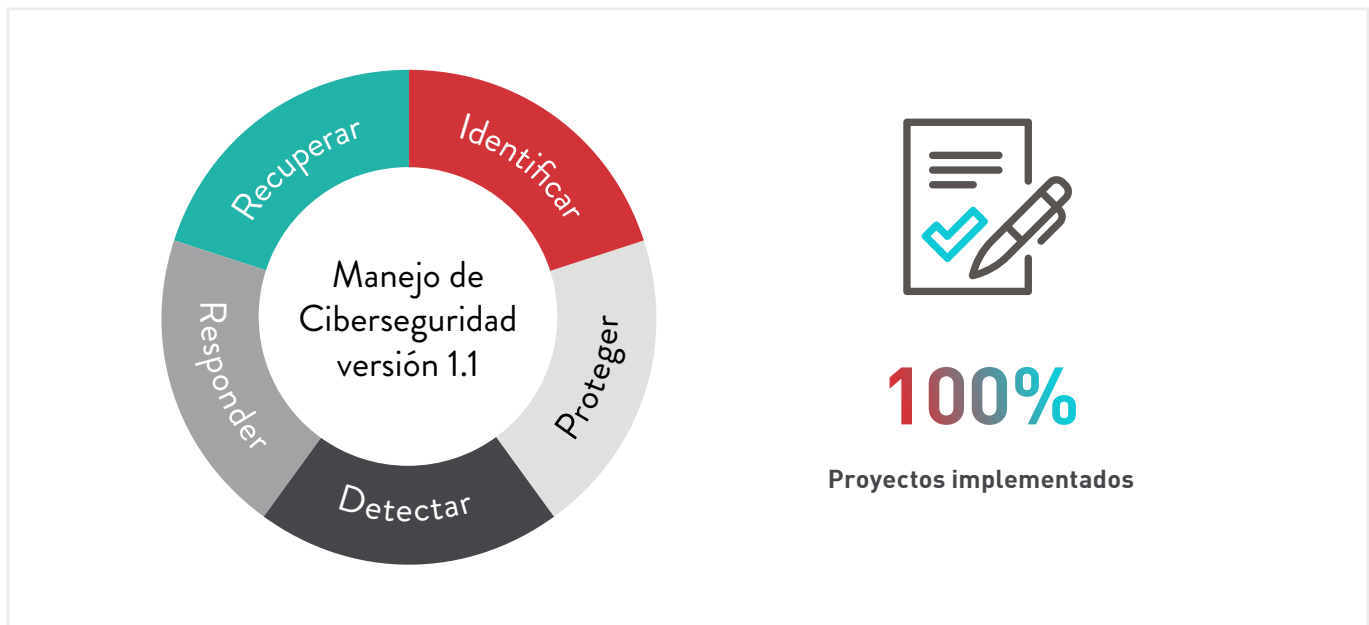 Recuperar
Identificar
Proteger
Detectar
Responder
Manejo de
Ciberseguridad
versión 1.1
100%
Proyectos implementados